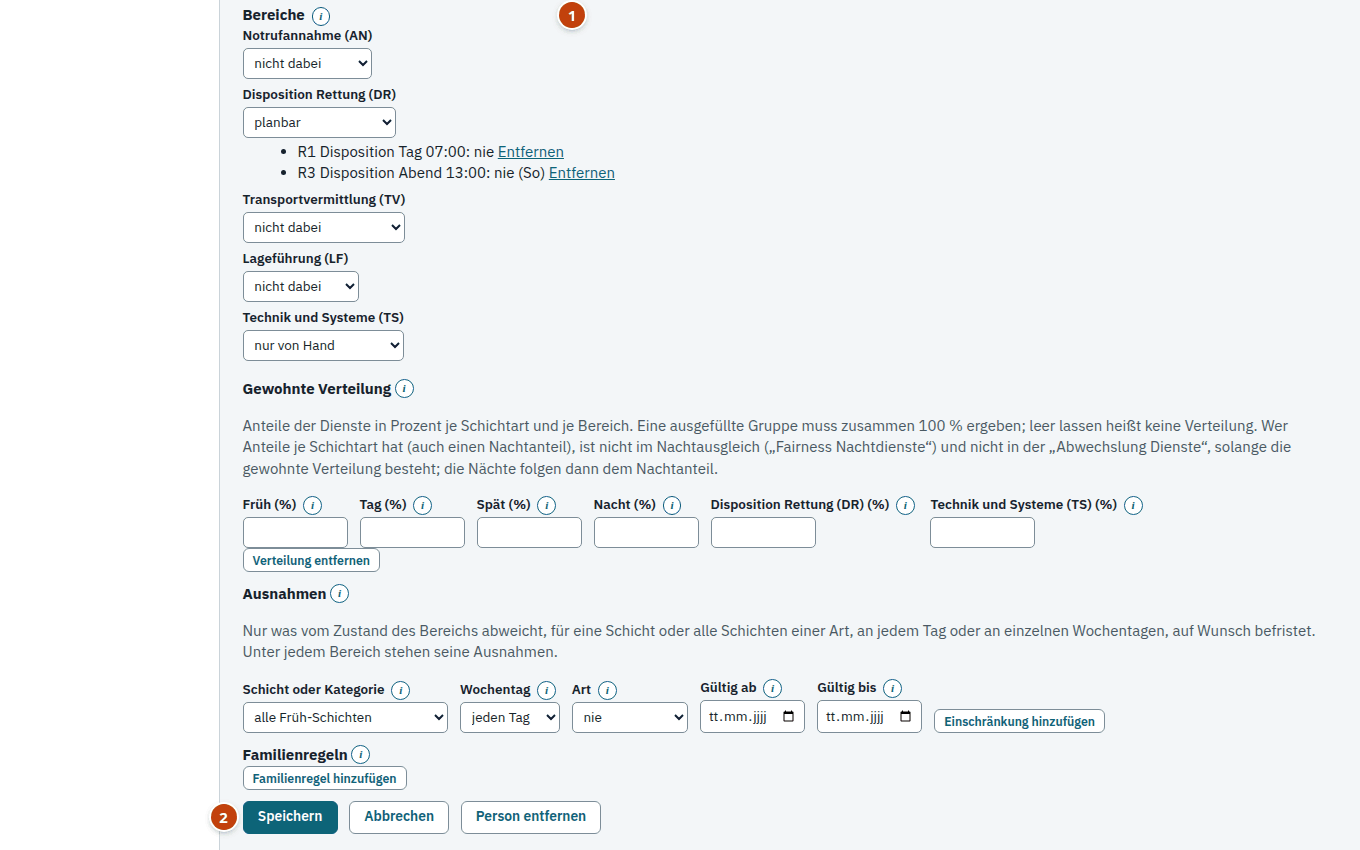 Bereiche i 1
Notrufannahme (AN)
nicht dabei
Disposition Rettung (DR)
planbar
• R1 Disposition Tag 07:00: nie Entfernen
• R3 Disposition Abend 13:00: nie (So) Entfernen
Transportvermittlung (TV)
nicht dabei
Lageführung (LF)
nicht dabei
Technik und Systeme (TS)
nur von Hand
Gewohnte Verteilung i
Anteile der Dienste in Prozent je Schichtart und je Bereich. Eine ausgefüllte Gruppe muss zusammen 100 % ergeben; leer lassen heißt keine Verteilung. Wer
Anteile je Schichtart hat (auch einen Nachtanteil), ist nicht im Nachtausgleich („Fairness Nachtdienste“) und nicht in der „Abwechslung Dienste“, solange die
gewohnte Verteilung besteht; die Nächte folgen dann dem Nachtanteil.
Früh (%) i Tag (%) i Spät (%) i Nacht (%) i Disposition Rettung (DR) (%) i Technik und Systeme (TS) (%) i
Verteilung entfernen
Ausnahmen i
Nur was vom Zustand des Bereichs abweicht, für eine Schicht oder alle Schichten einer Art, an jedem Tag oder an einzelnen Wochentagen, auf Wunsch befristet.
Unter jedem Bereich stehen seine Ausnahmen.
Schicht oder Kategorie i Wochentag i Art i Gültig ab i Gültig bis i
alle Früh-Schichten jeden Tag nie tt.mm.jjjj tt.mm.jjjj Einschränkung hinzufügen
Familienregeln i
Familienregel hinzufügen
2 Speichern Abbrechen Person entfernen